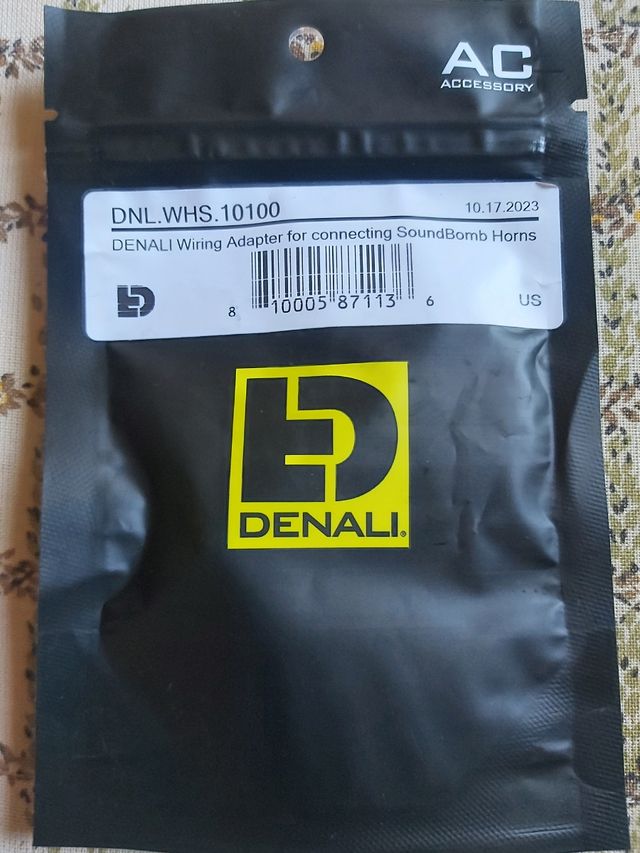 AC
ACCESSORY
DNL.WHS.10100 10.17.2023
DENALI Wiring Adapter for connecting SoundBomb Horns
8 10005 87113 6 US
DENALI®